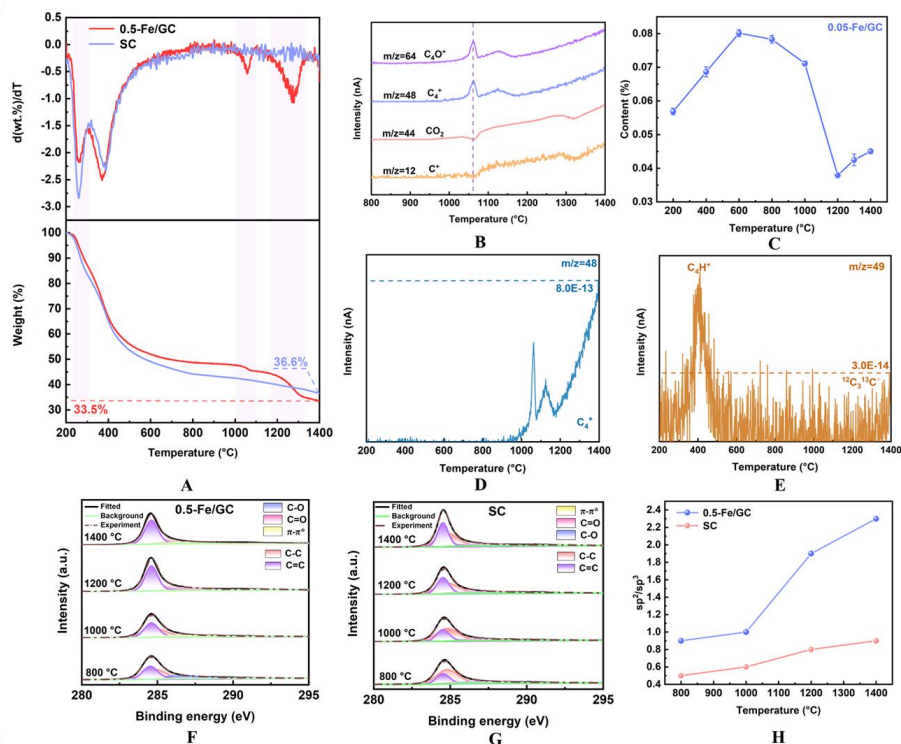 A
0.5-Fe/GC
SC
d(wt.%)/dT
0.0
-0.5
-1.0
-1.5
-2.0
-2.5
-3.0
Weight (%)
100
90
80
70
60
50
40
30
36.6%
33.5%
200 400 600 800 1000 1200 1400
Temperature (°C)
A
Intensity (nA)
m/z=64 C₄O⁺
m/z=48 C₄⁺
m/z=44 CO₂
m/z=12 C⁺
800 900 1000 1100 1200 1300 1400
Temperature (°C)
B
0.05-Fe/GC
Content (%)
0.08
0.07
0.06
0.05
0.04
0.03
200 400 600 800 1000 1200 1400
Temperature (°C)
C
m/z=48
8.0E-13
Intensity (nA)
C₄⁺
200 400 600 800 1000 1200 1400
Temperature (°C)
D
C₄H⁺
m/z=49
Intensity (nA)
3.0E-14
200 400 600 800 1000 1200 1400
Temperature (°C)
E
Fitted
Background
Experiment
0.5-Fe/GC
C-O
C=O
π-π*
C-C
C=C
1400 °C
1200 °C
1000 °C
800 °C
Intensity (a.u.)
280 285 290 295
Binding energy (eV)
F
Fitted
Background
Experiment
SC
π-π*
C=O
C-O
C-C
C=C
1400 °C
1200 °C
1000 °C
800 °C
Intensity (a.u.)
280 285 290 295
Binding energy (eV)
G
0.5-Fe/GC
SC
sp²/sp³
2.4
2.2
2.0
1.8
1.6
1.4
1.2
1.0
0.8
0.6
0.4
800 900 1000 1100 1200 1300 1400
Temperature (°C)
H